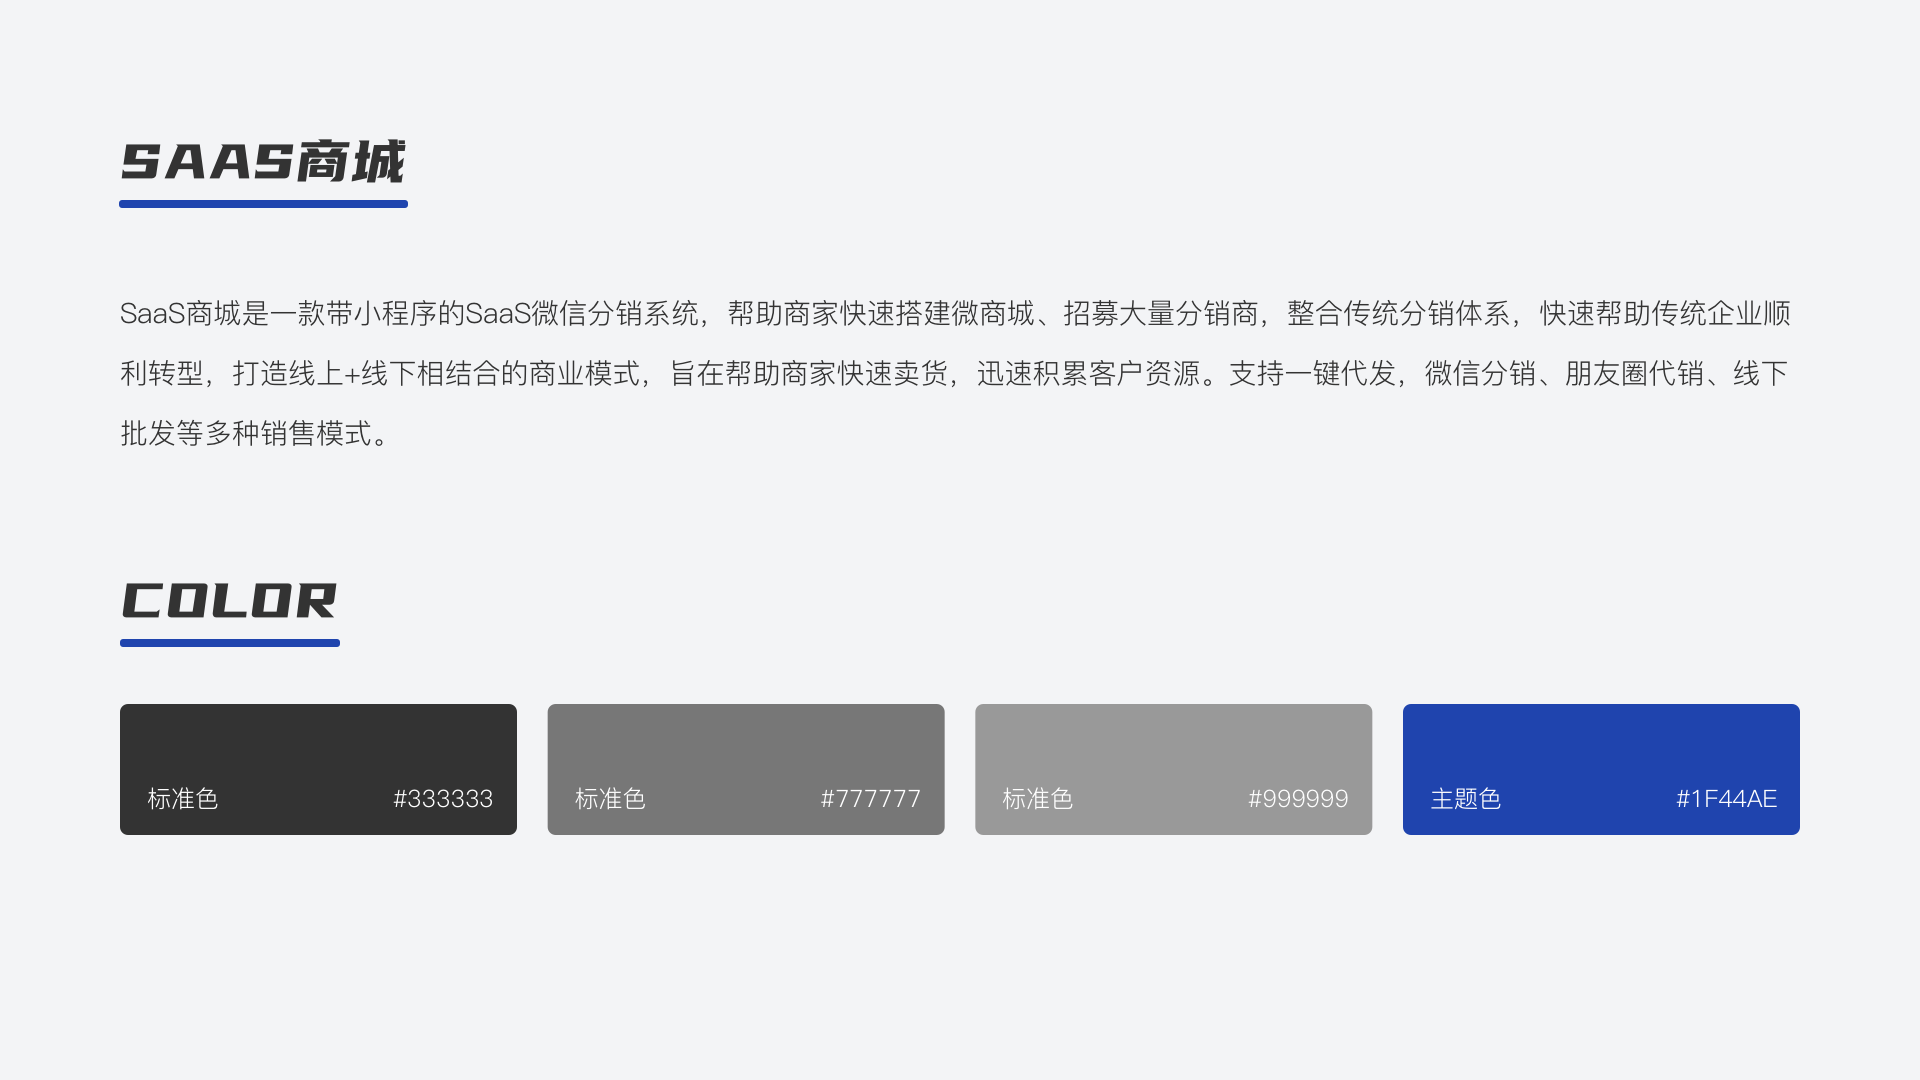 SAAS商城
SaaS商城是一款带小程序的SaaS微信分销系统，帮助商家快速搭建微商城、招募大量分销商，整合传统分销体系，快速帮助传统企业顺
利转型，打造线上+线下相结合的商业模式，旨在帮助商家快速卖货，迅速积累客户资源。支持一键代发，微信分销、朋友圈代销、线下
批发等多种销售模式。
COLOR
标准色 #333333
标准色 #777777
标准色 #999999
主题色 #1F44AE